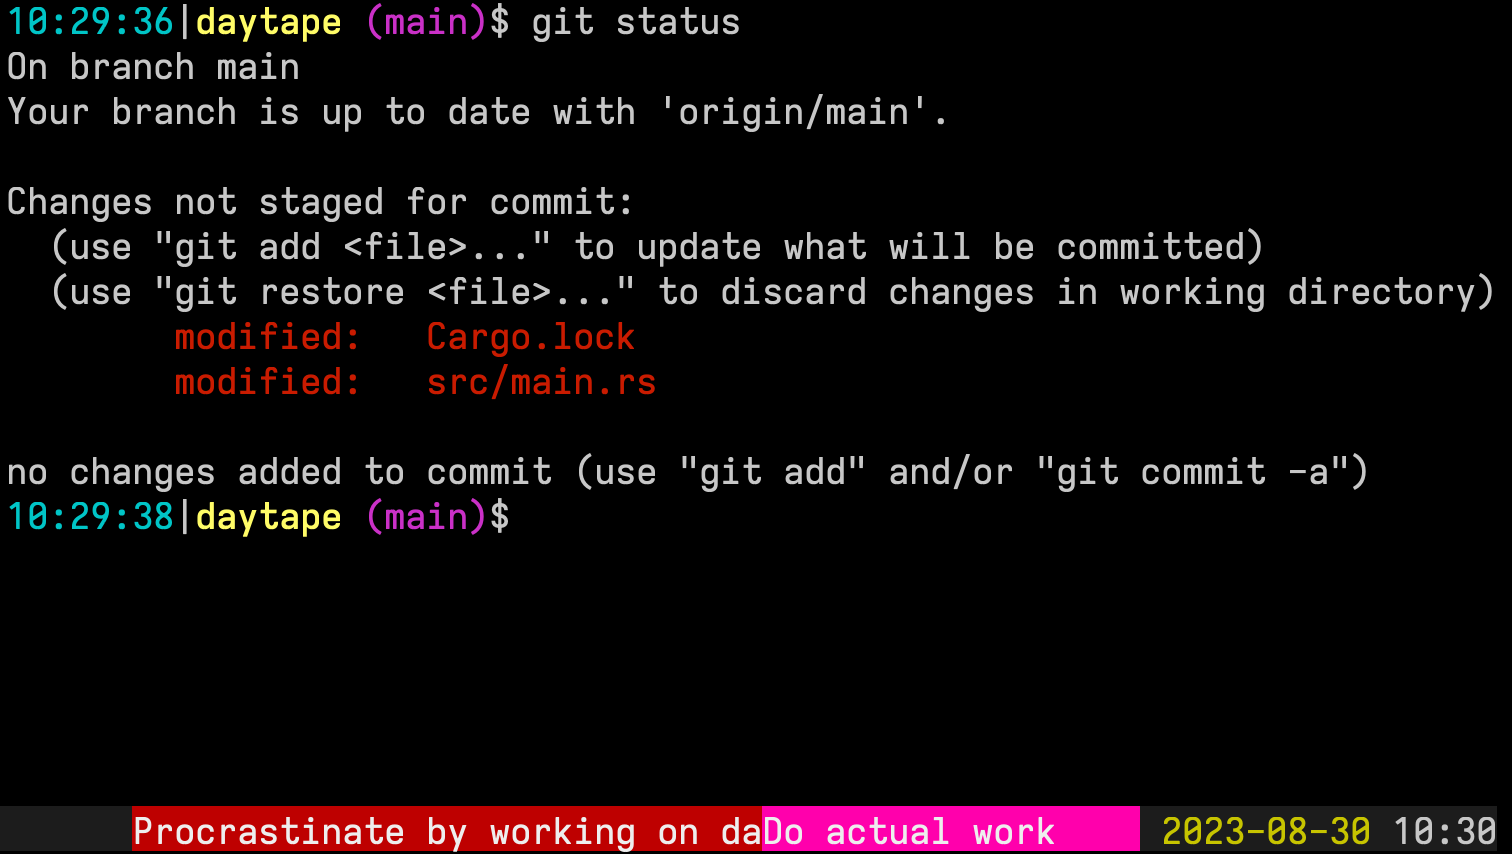 10:29:36|daytape (main)$ git status
On branch main
Your branch is up to date with 'origin/main'.
Changes not staged for commit:
  (use "git add <file>..." to update what will be committed)
  (use "git restore <file>..." to discard changes in working directory)
        modified:   Cargo.lock
        modified:   src/main.rs
no changes added to commit (use "git add" and/or "git commit -a")
10:29:38|daytape (main)$
Procrastinate by working on daDo actual work 2023-08-30 10:30